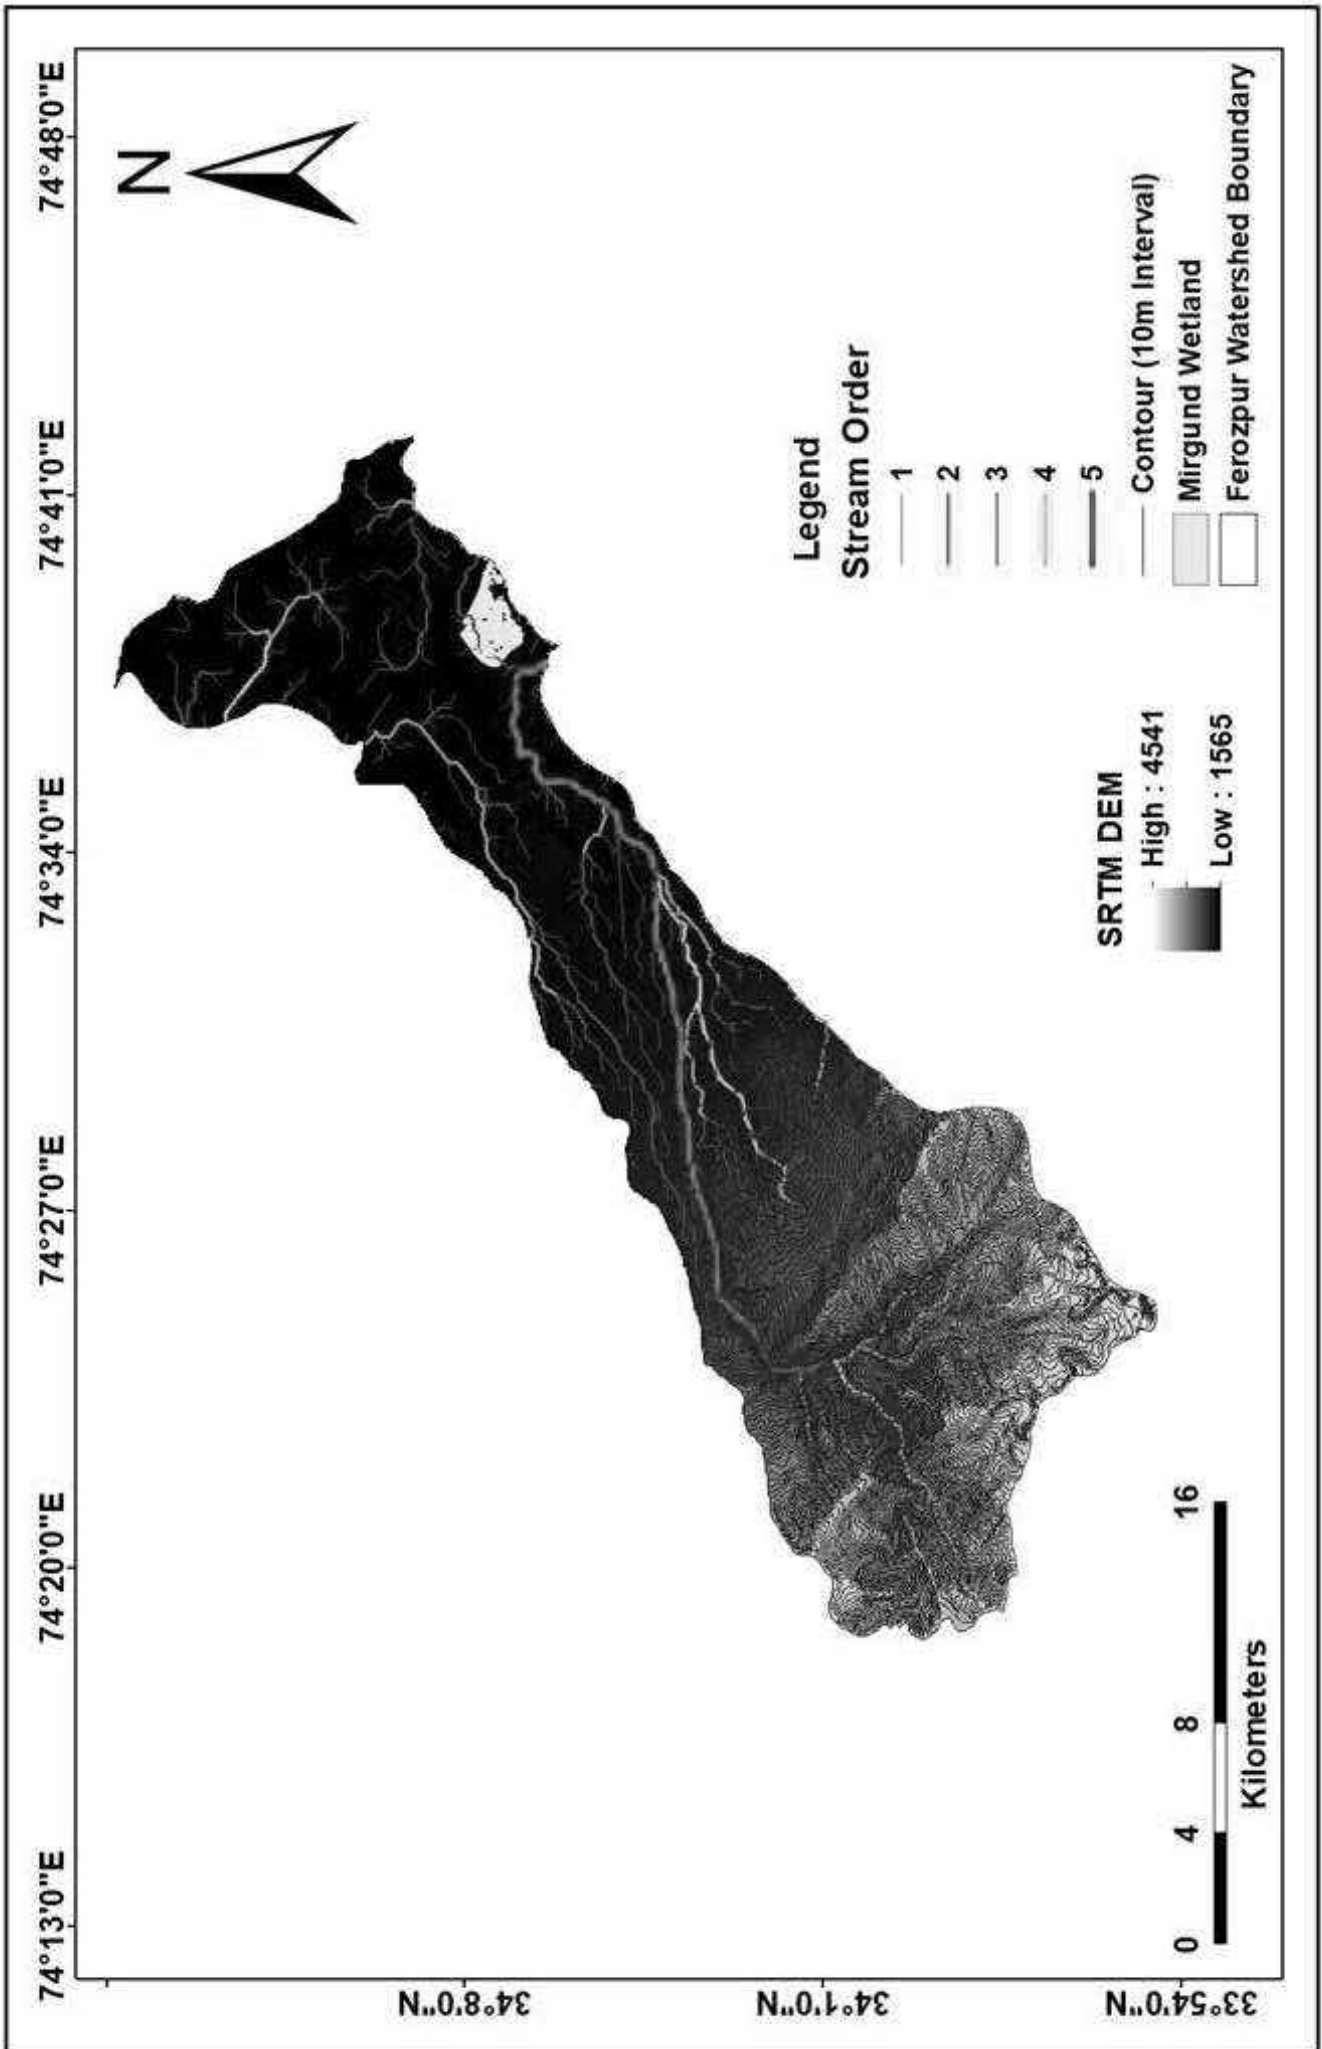 74°13'0"E
74°20'0"E
74°27'0"E
74°34'0"E
74°41'0"E
74°48'0"E
N
34°8'0"N
34°1'0"N
33°54'0"N
Legend
Stream Order
1
2
3
4
5
Contour (10m Interval)
Mirgund Wetland
Ferozpur Watershed Boundary
SRTM DEM
High : 4541
Low : 1565
0 4 8 16
Kilometers